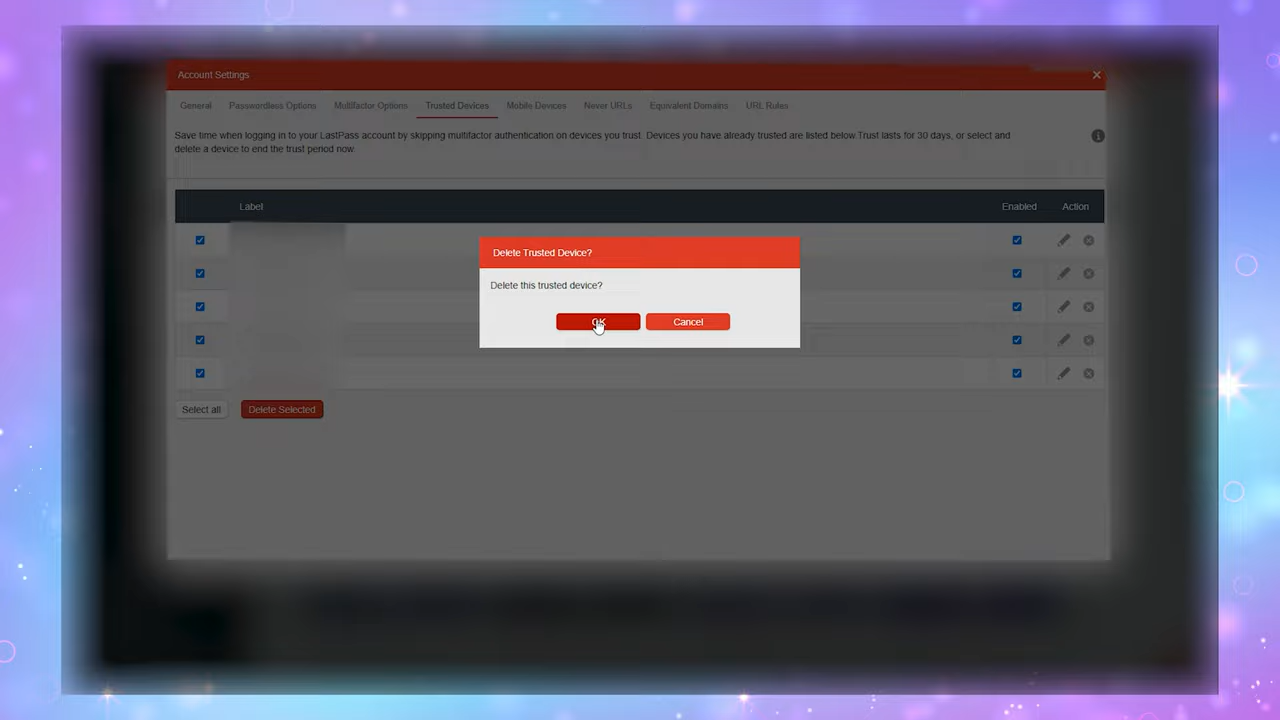 Account Settings
General Passwordless Options Multifactor Options Trusted Devices Mobile Devices Never URLs Equivalent Domains URL Rules
Save time when logging in to your LastPass account by skipping multifactor authentication on devices you trust. Devices you have already trusted are listed below.Trust lasts for 30 days, or select and
delete a device to end the trust period now.
Label Enabled Action
Delete Trusted Device?
Delete this trusted device?
OK Cancel
Select all Delete Selected